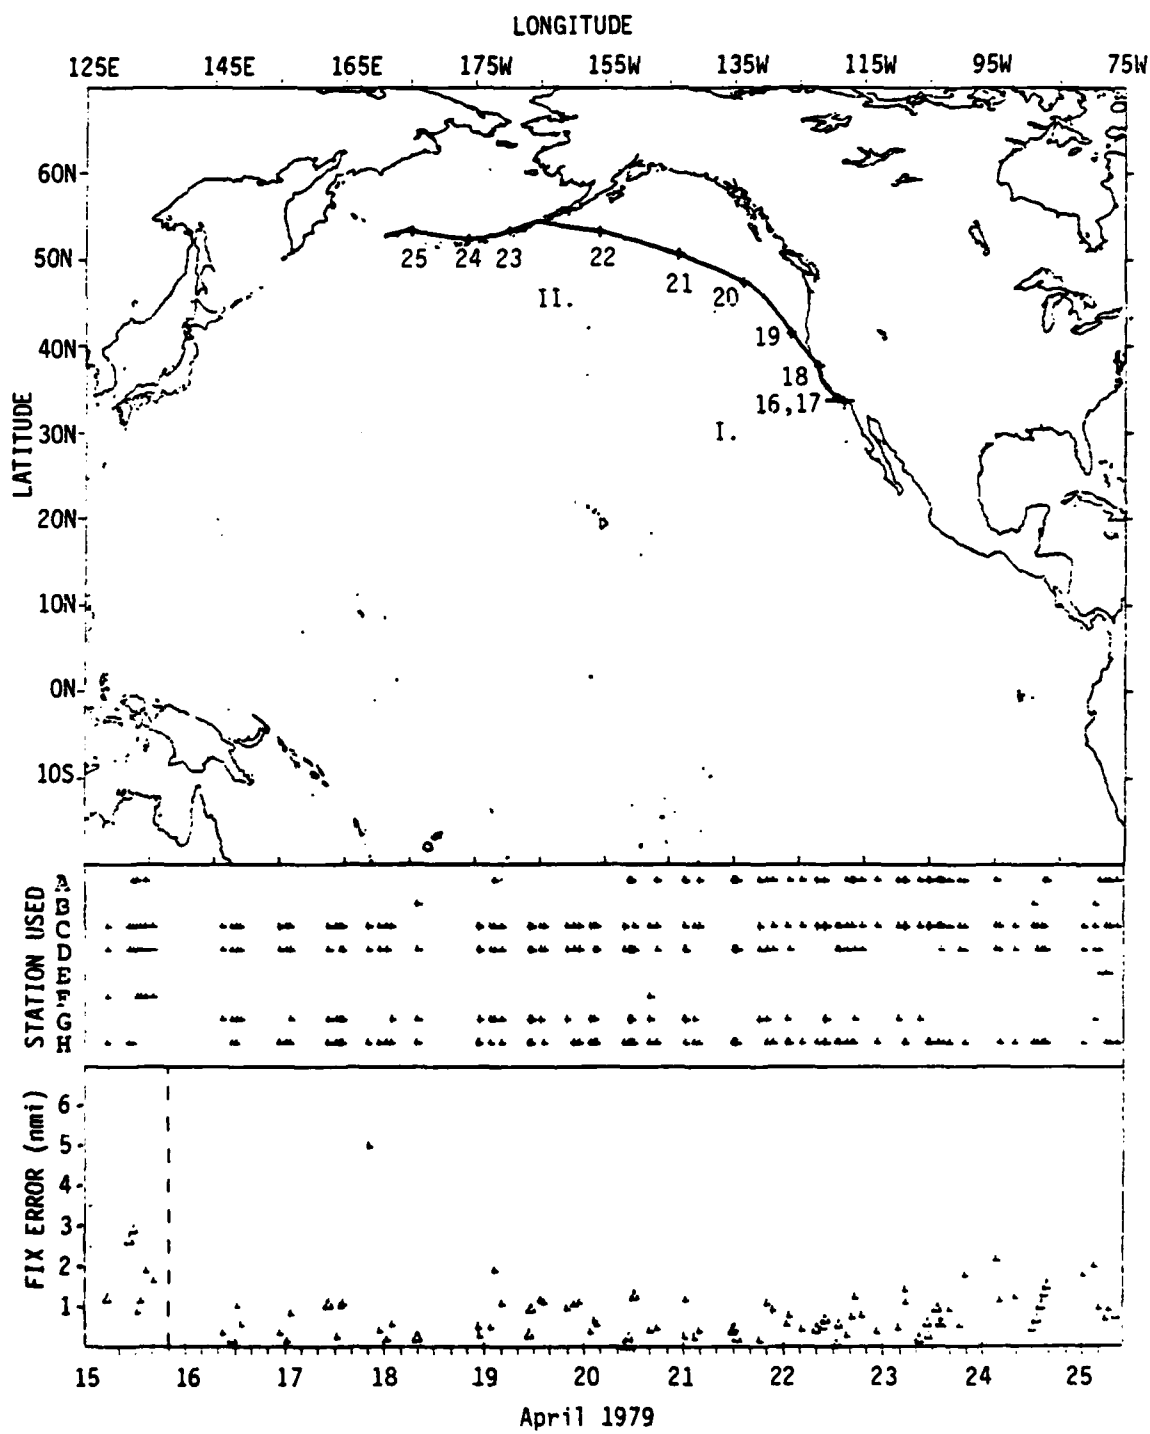 LONGITUDE
125E 145E 165E 175W 155W 135W 115W 95W 75W
60N
50N
40N
30N
20N
10N
0N
10S
LATITUDE
25 24 23 22 21 20
19
18
16,17
II.
I.
STATION USED
A
B
C
D
E
F
G
H
FIX ERROR (nmi)
6
5
4
3
2
1
15 16 17 18 19 20 21 22 23 24 25
April 1979